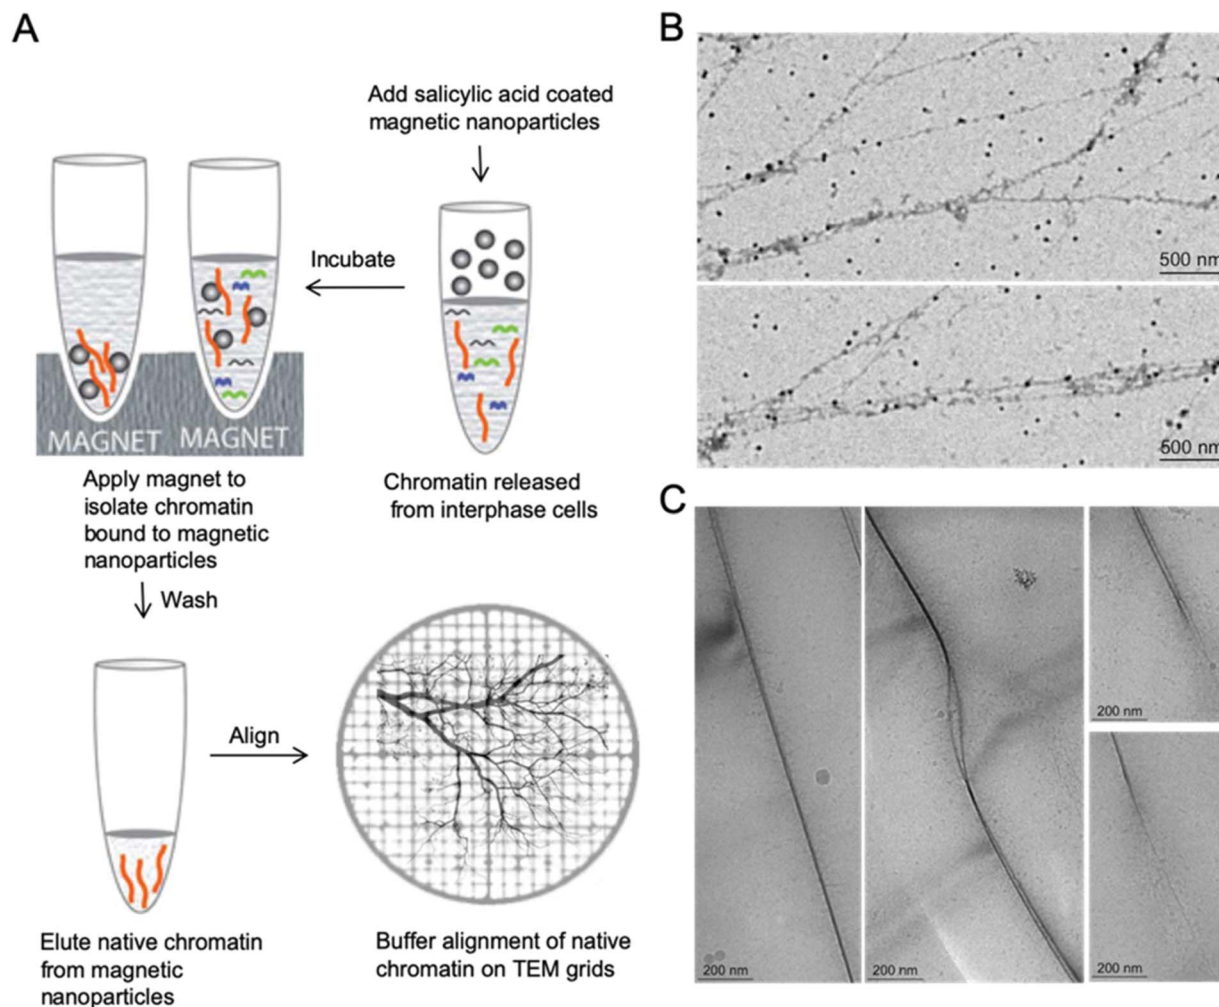 A
Add salicylic acid coated
magnetic nanoparticles
Incubate
MAGNET
MAGNET
Apply magnet to
isolate chromatin
bound to magnetic
nanoparticles
Chromatin released
from interphase cells
Wash
Align
Elute native chromatin
from magnetic
nanoparticles
Buffer alignment of native
chromatin on TEM grids
B
500 nm
500 nm
C
200 nm
200 nm
200 nm
200 nm